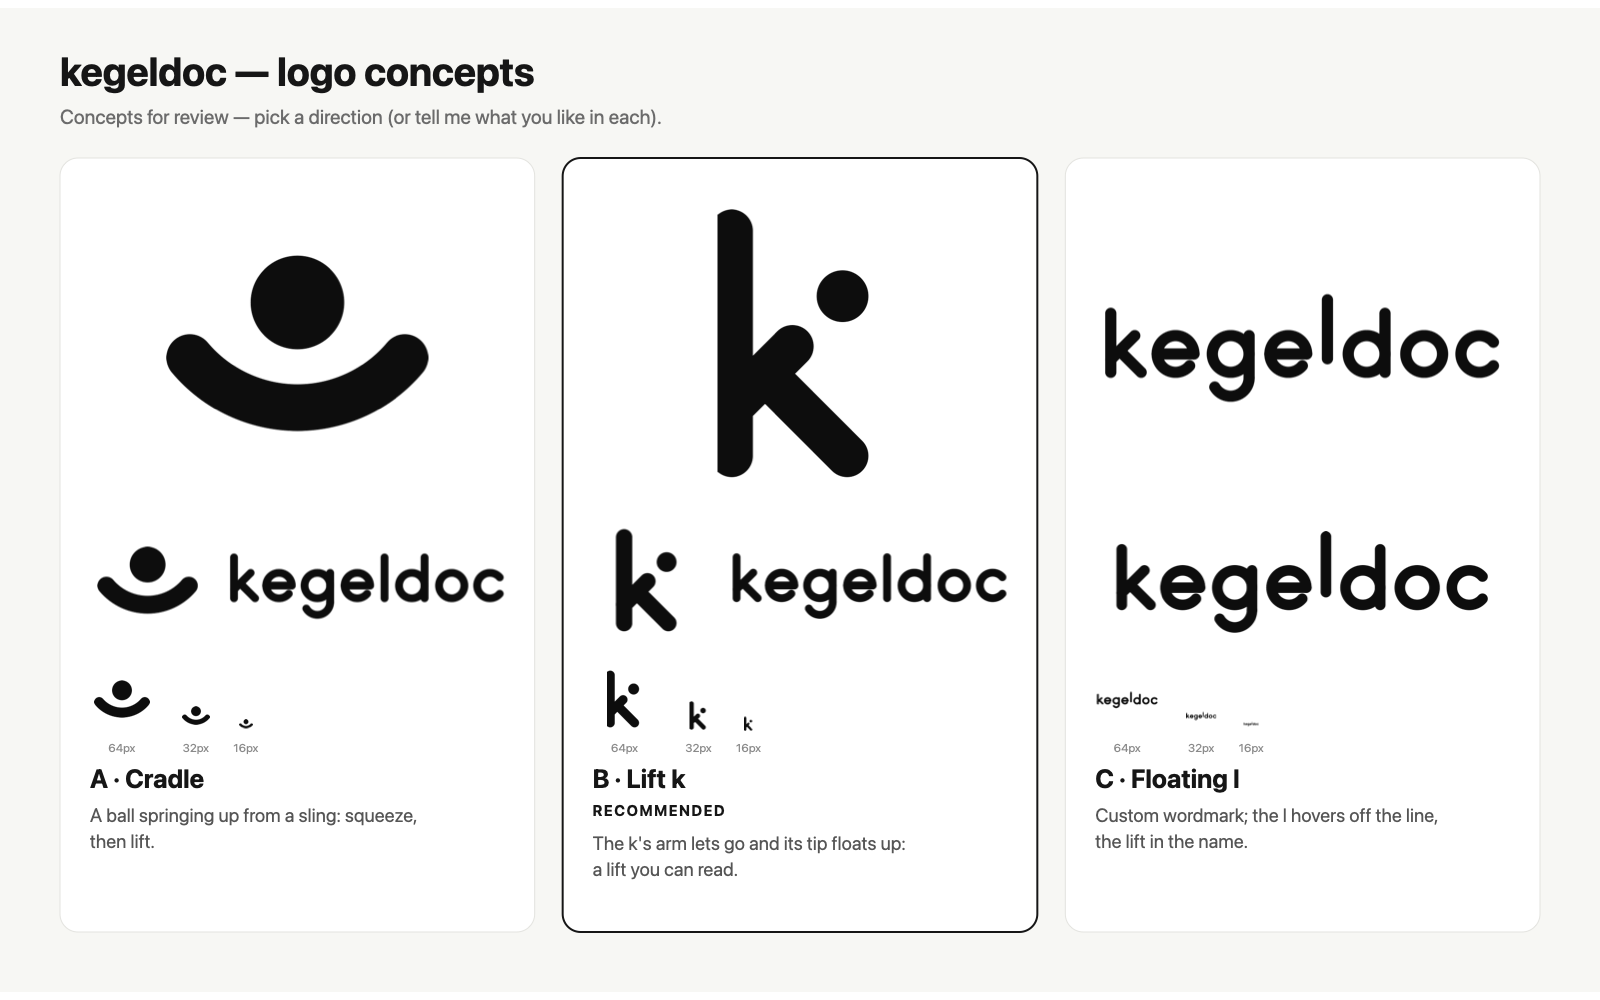 kegeldoc — logo concepts
Concepts for review — pick a direction (or tell me what you like in each).
kegeldoc
64px 32px 16px
A · Cradle
A ball springing up from a sling: squeeze,
then lift.
k
k kegeldoc
k k k
64px 32px 16px
B · Lift k
RECOMMENDED
The k's arm lets go and its tip floats up:
a lift you can read.
kegeldoc
kegeldoc
kegeldoc kegeldoc kegeldoc
64px 32px 16px
C · Floating l
Custom wordmark; the l hovers off the line,
the lift in the name.